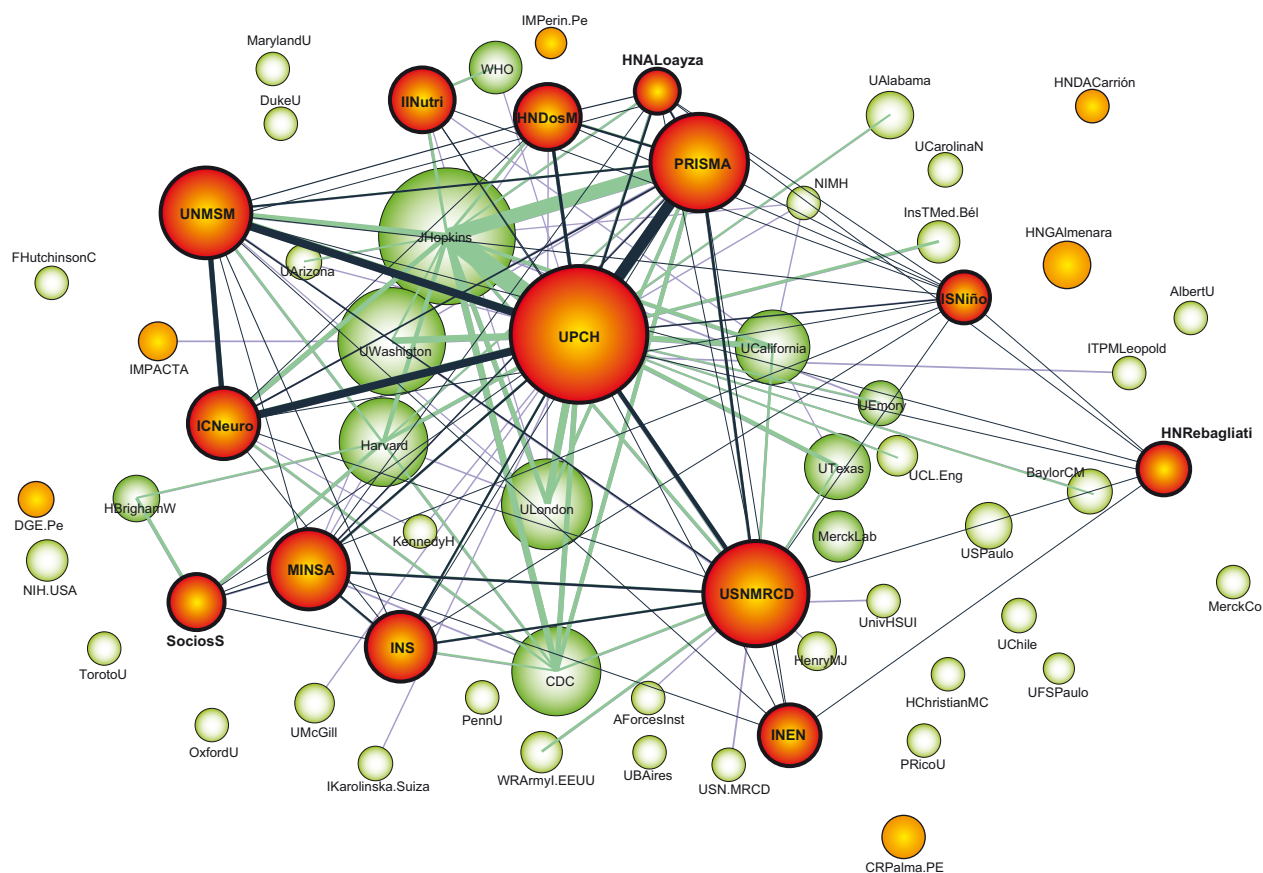 IMPerin.Pe
MarylandU
HNALoayza
WHO
UAlabama
HNDACarrión
IINutri
DukeU
HNDosM
PRISMA
UCarolinaN
NIMH
UNMSM
InsTMed.Bél
JHopkins
HNGAlmenara
FHutchinsonC
UArizona
ISNiño
AlbertU
UPCH
UWashigton
UCalifornia
ITPMLeopold
IMPACTA
UEmory
ICNeuro
HNRebagliati
Harvard
UTexas
BaylorCM
UCL.Eng
HBrighamW
ULondon
DGE.Pe
KennedyH
MerckLab
USPaulo
MINSA
NIH.USA
USNMRCD
MerckCo
UnivHSUI
SociosS
INS
UChile
HenryMJ
TorotoU
CDC
UFSPaulo
HChristianMC
PennU
AForcesInst
UMcGill
INEN
OxfordU
PRicoU
WRArmyI.EEUU
UBAires
IKarolinska.Suiza
USN.MRCD
CRPalma.PE